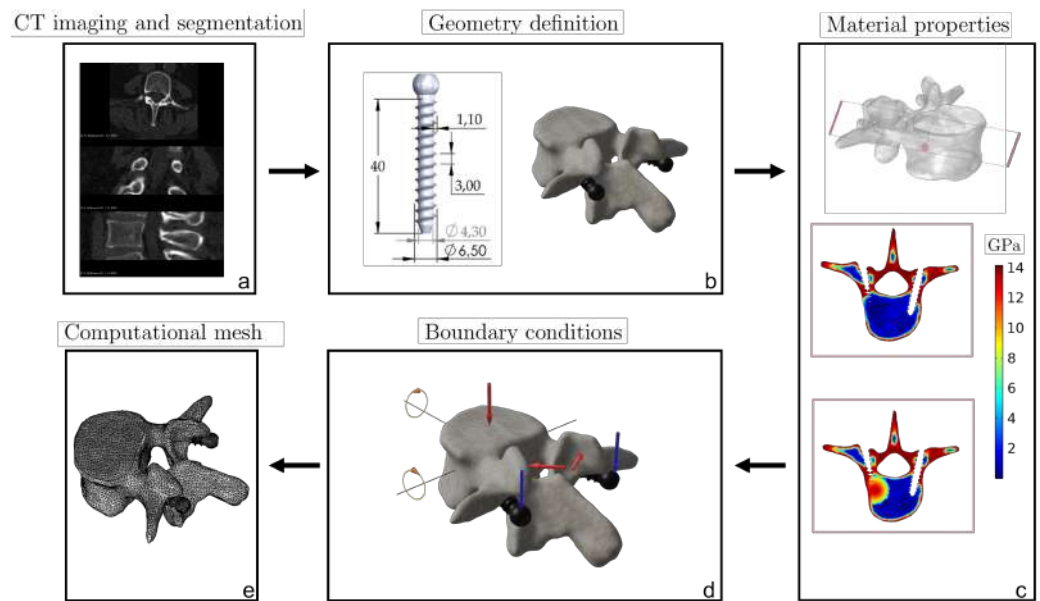 CT imaging and segmentation
Geometry definition
Material properties
40
1,10
3,00
Ø 4,30
Ø 6,50
a
b
GPa
14
12
10
8
6
4
2
Computational mesh
Boundary conditions
e
d
c